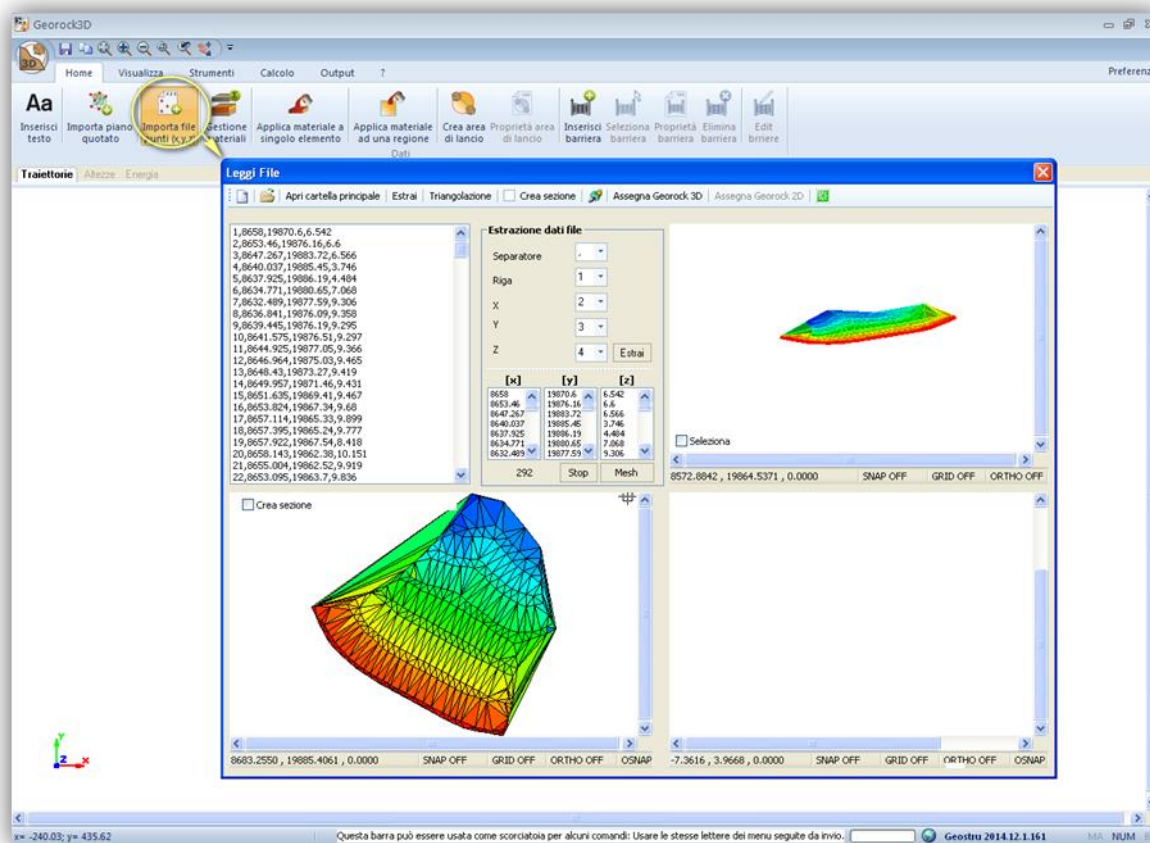 Georock3D
Home Visualizza Strumenti Calcolo Output ?
Preferenz
Aa
Inserisci testo
Importa piano quotato
Importa file punti (x,y,z)
Gestione materiali
Applica materiale a singolo elemento
Applica materiale ad una regione
Crea area di lancio
Proprietà area di lancio
Inserisci barriera
Seleziona barriera
Proprietà barriera
Elimina barriera
Edit brriere
Dati
Traiettorie Altezze Energia
Leggi File
Apri cartella principale Estrai Triangolazione Crea sezione Assegna Georock 3D Assegna Georock 2D
1,8658,19870.6,6.542
2,8653.46,19876.16,6.6
3,8647.267,19883.72,6.566
4,8640.037,19885.45,3.746
5,8637.925,19886.19,4.484
6,8634.771,19880.65,7.068
7,8632.489,19877.59,9.306
8,8636.841,19876.09,9.358
9,8639.445,19876.19,9.295
10,8641.575,19876.51,9.297
11,8644.925,19877.05,9.366
12,8646.964,19875.03,9.465
13,8648.43,19873.27,9.419
14,8649.957,19871.46,9.431
15,8651.635,19869.41,9.467
16,8653.824,19867.34,9.68
17,8657.114,19865.33,9.899
18,8657.395,19865.24,9.777
19,8657.922,19867.54,8.418
20,8658.143,19862.38,10.151
21,8655.004,19862.52,9.919
22,8653.095,19863.7,9.836
Estrazione dati file
Separatore ,
Riga 1
X 2
Y 3
Z 4 Estrai
[x] [y] [z]
8658 19870.6 6.542
8653.46 19876.16 6.6
8647.267 19883.72 6.566
8640.037 19885.45 3.746
8637.925 19886.19 4.484
8634.771 19880.65 7.068
8632.489 19877.59 9.306
292 Stop Mesh
Seleziona
8572.8842 , 19864.5371 , 0.0000 SNAP OFF GRID OFF ORTHO OFF
Crea sezione
8683.2550 , 19885.4061 , 0.0000 SNAP OFF GRID OFF ORTHO OFF OSNAP
-7.3616 , 3.9668 , 0.0000 SNAP OFF GRID OFF ORTHO OFF OSNAP
Y
Z X
x= -240.03; y= 435.62
Questa barra può essere usata come scorciatoia per alcuni comandi: Usare le stesse lettere dei menu seguite da invio.
Geostru 2014.12.1.161
MA NUM